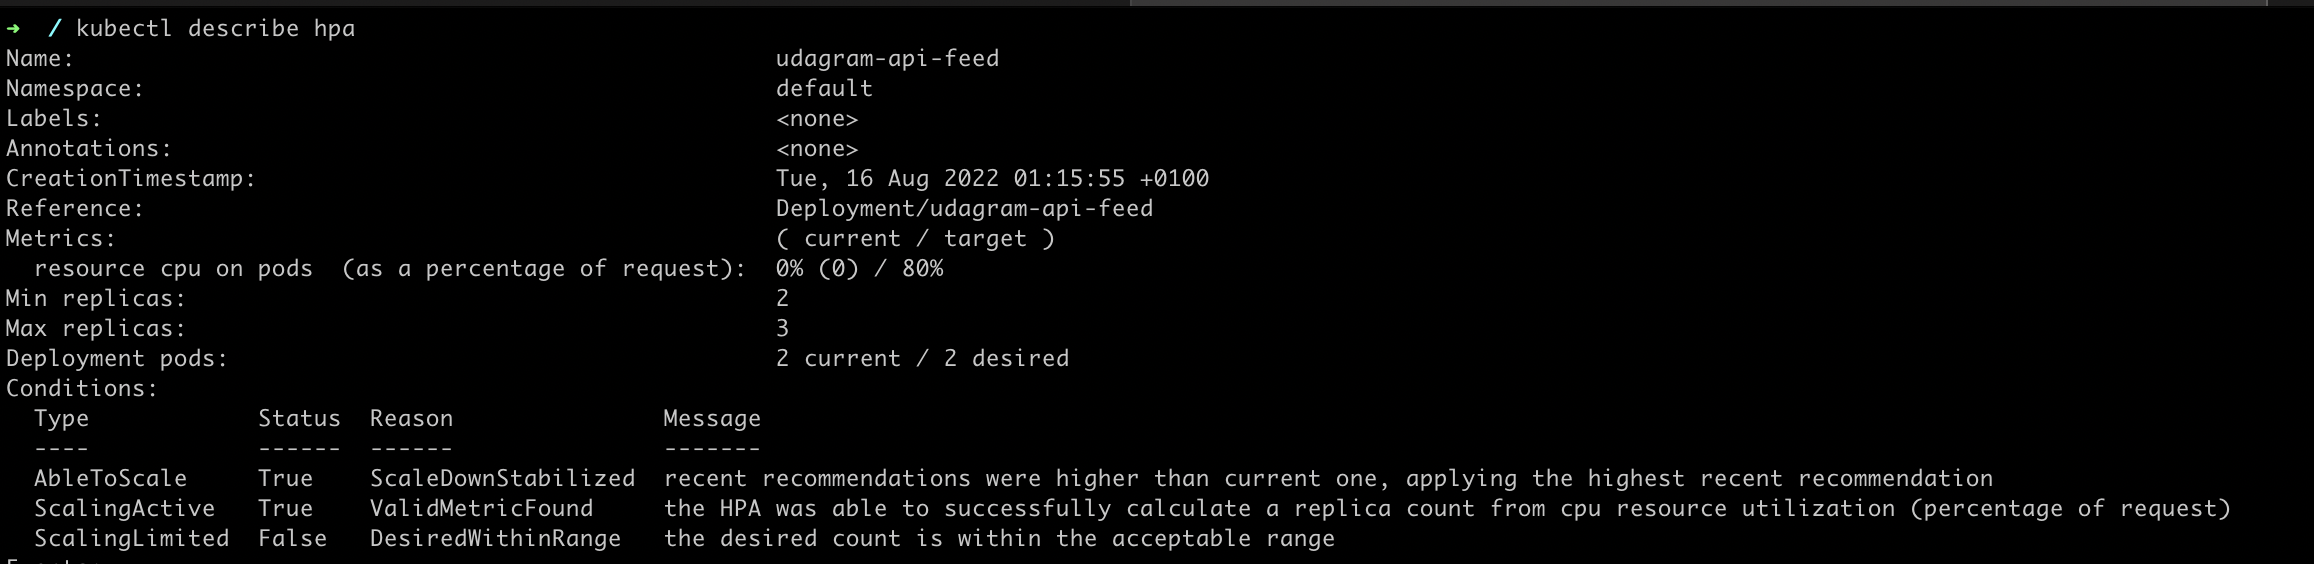 ➜  / kubectl describe hpa
Name:                                                  udagram-api-feed
Namespace:                                             default
Labels:                                                <none>
Annotations:                                           <none>
CreationTimestamp:                                     Tue, 16 Aug 2022 01:15:55 +0100
Reference:                                             Deployment/udagram-api-feed
Metrics:                                               ( current / target )
  resource cpu on pods  (as a percentage of request):  0% (0) / 80%
Min replicas:                                          2
Max replicas:                                          3
Deployment pods:                                       2 current / 2 desired
Conditions:
  Type            Status  Reason               Message
  ----            ------  ------               -------
  AbleToScale     True    ScaleDownStabilized  recent recommendations were higher than current one, applying the highest recent recommendation
  ScalingActive   True    ValidMetricFound     the HPA was able to successfully calculate a replica count from cpu resource utilization (percentage of request)
  ScalingLimited  False   DesiredWithinRange   the desired count is within the acceptable range